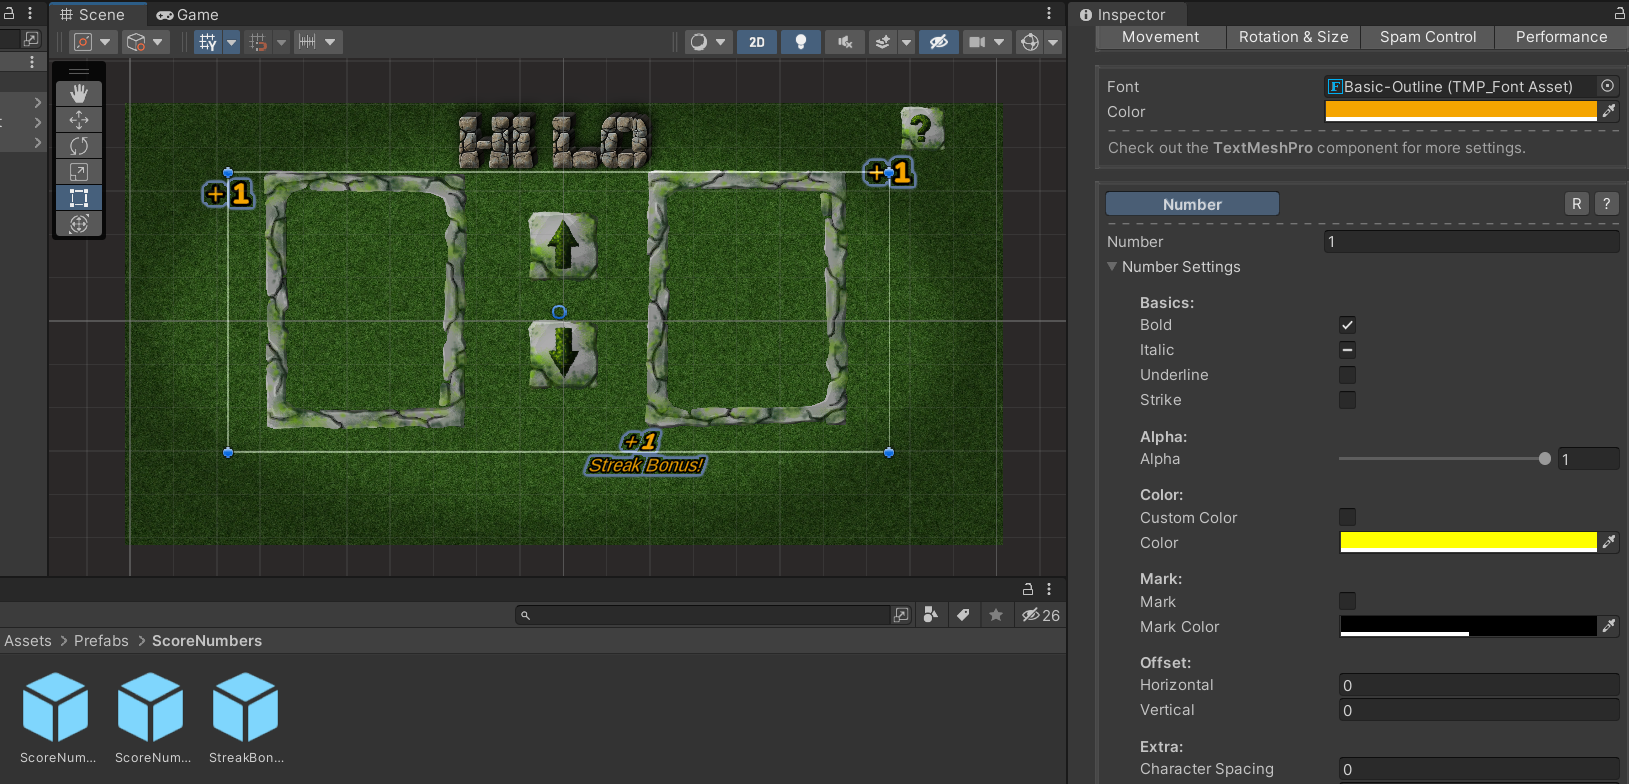 Scene
Game
2D
HI LO
?
+ 1
+ 1
+ 1
Streak Bonus!
26
Assets > Prefabs > ScoreNumbers
ScoreNum...
ScoreNum...
StreakBon...
Inspector
Movement
Rotation & Size
Spam Control
Performance
Font
Basic-Outline (TMP_Font Asset)
Color
Check out the TextMeshPro component for more settings.
Number
R
?
Number
1
Number Settings
Basics:
Bold
Italic
Underline
Strike
Alpha:
Alpha
1
Color:
Custom Color
Color
Mark:
Mark
Mark Color
Offset:
Horizontal
0
Vertical
0
Extra:
Character Spacing
0